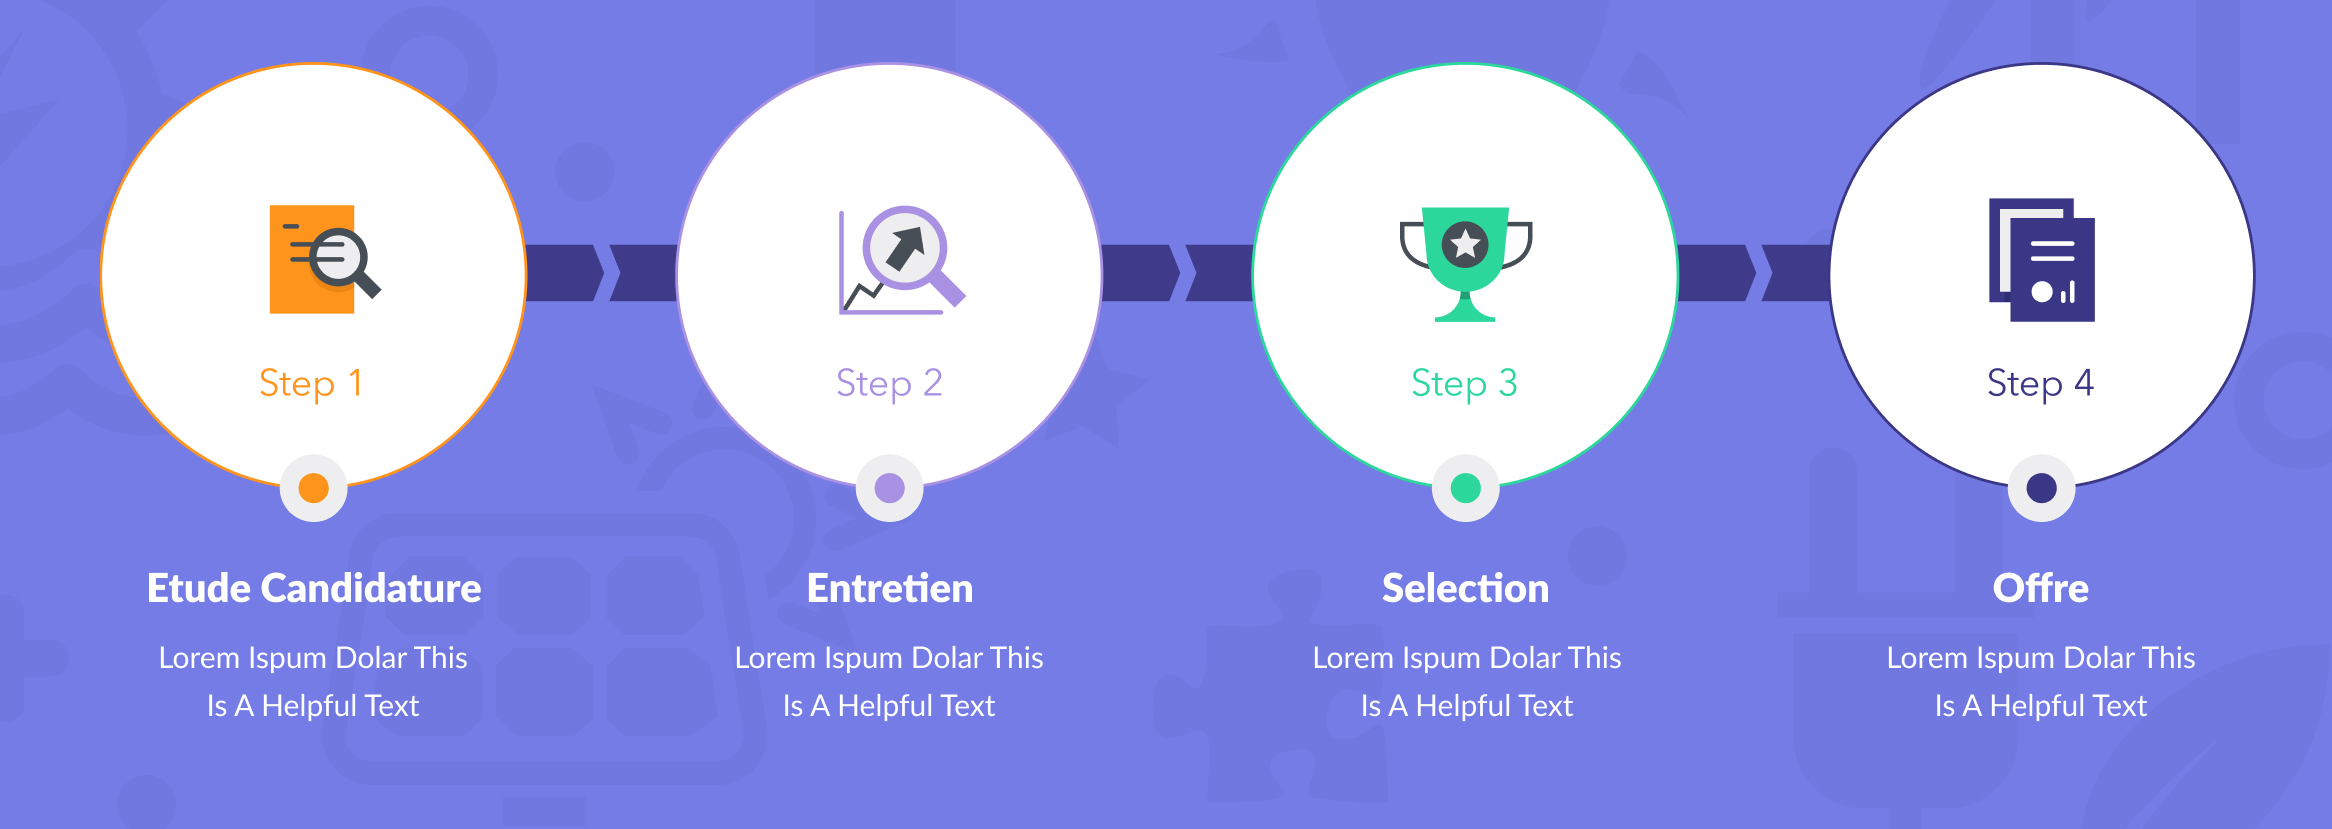 Step 1
Step 2
Step 3
Step 4
Etude Candidature
Lorem Ispum Dolar This
Is A Helpful Text
Entretien
Lorem Ispum Dolar This
Is A Helpful Text
Selection
Lorem Ispum Dolar This
Is A Helpful Text
Offre
Lorem Ispum Dolar This
Is A Helpful Text